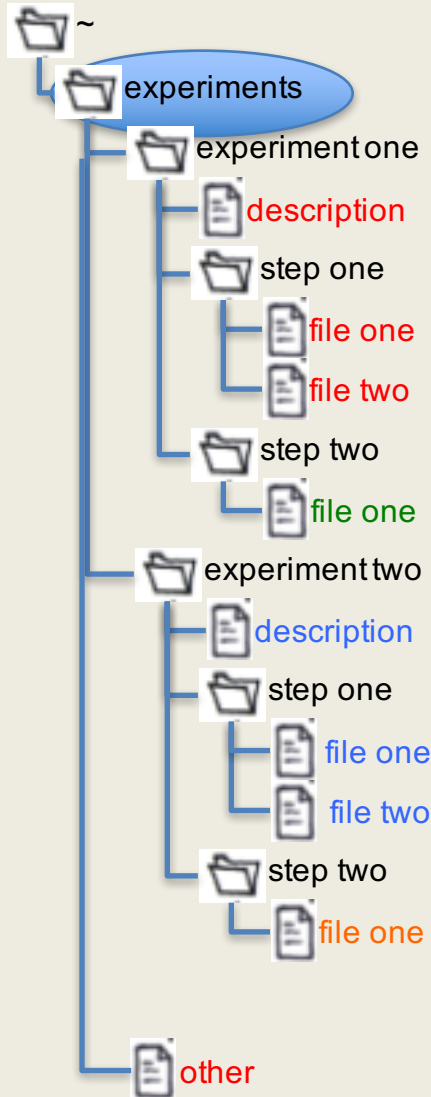 ~
experiments
experiment one
description
step one
file one
file two
step two
file one
experiment two
description
step one
file one
file two
step two
file one
other